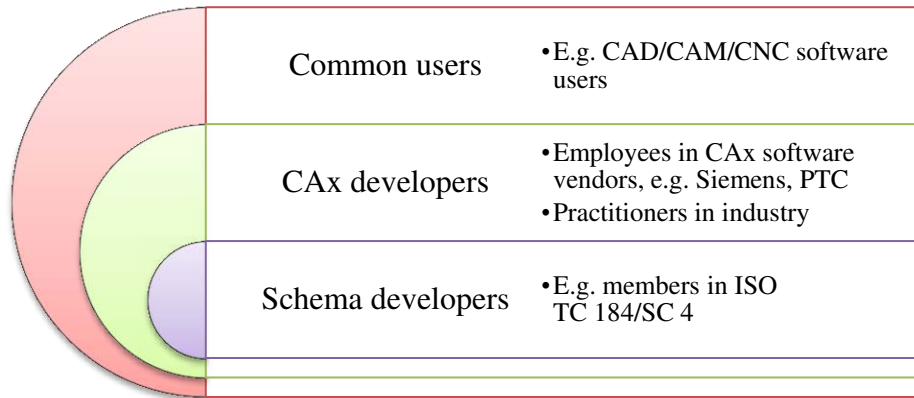 Common users
•E.g. CAD/CAM/CNC software
users
CAx developers
•Employees in CAx software
vendors, e.g. Siemens, PTC
•Practitioners in industry
Schema developers
•E.g. members in ISO
TC 184/SC 4